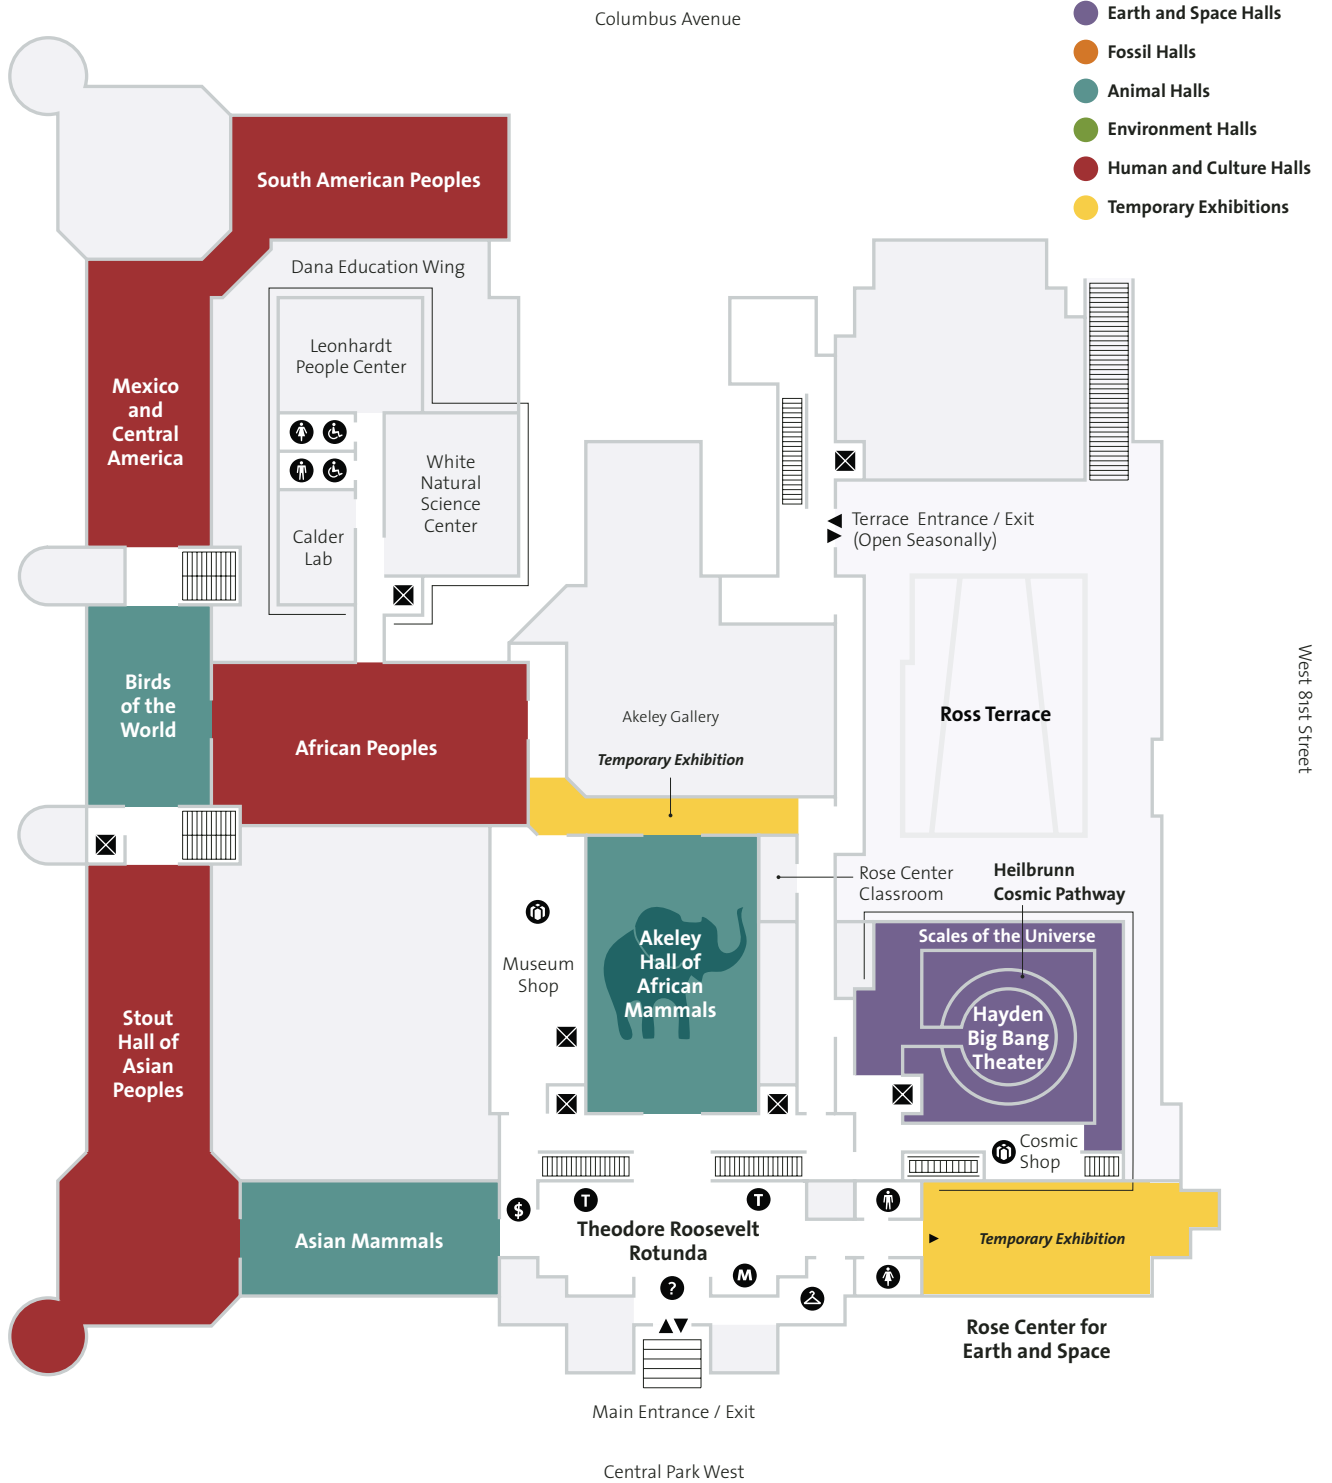 Columbus Avenue
Earth and Space Halls
Fossil Halls
Animal Halls
Environment Halls
Human and Culture Halls
Temporary Exhibitions
South American Peoples
Dana Education Wing
Leonhardt
People Center
Mexico
and
Central
America
White
Natural
Science
Center
Calder
Lab
Terrace Entrance / Exit
(Open Seasonally)
West 81st Street
Birds
of the
World
African Peoples
Akeley Gallery
Temporary Exhibition
Ross Terrace
Rose Center
Classroom
Heilbrunn
Cosmic Pathway
Scales of the Universe
Akeley
Hall of
African
Mammals
Museum
Shop
Hayden
Big Bang
Theater
Stout
Hall of
Asian
Peoples
Cosmic
Shop
$
T
T
Theodore Roosevelt
Rotunda
Asian Mammals
Temporary Exhibition
M
?
Rose Center for
Earth and Space
Main Entrance / Exit
Central Park West